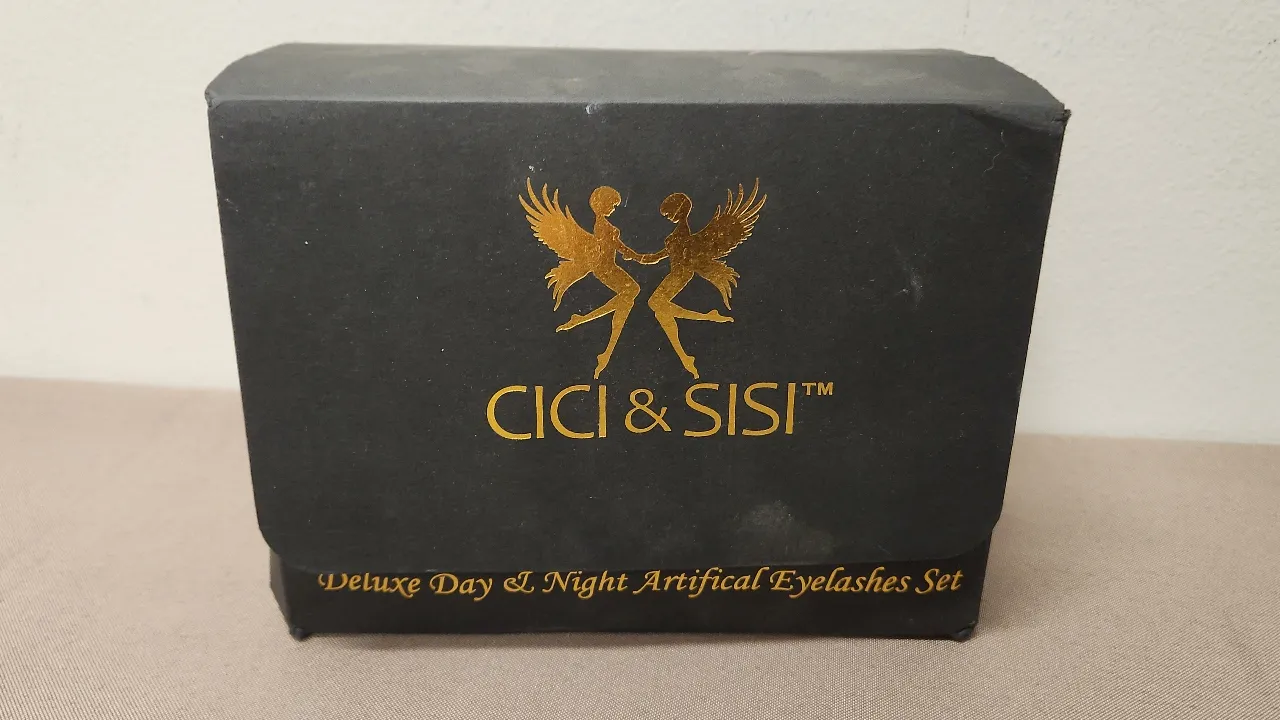 CICI & SISI™
Deluxe Day & Night Artifical Eyelashes Set